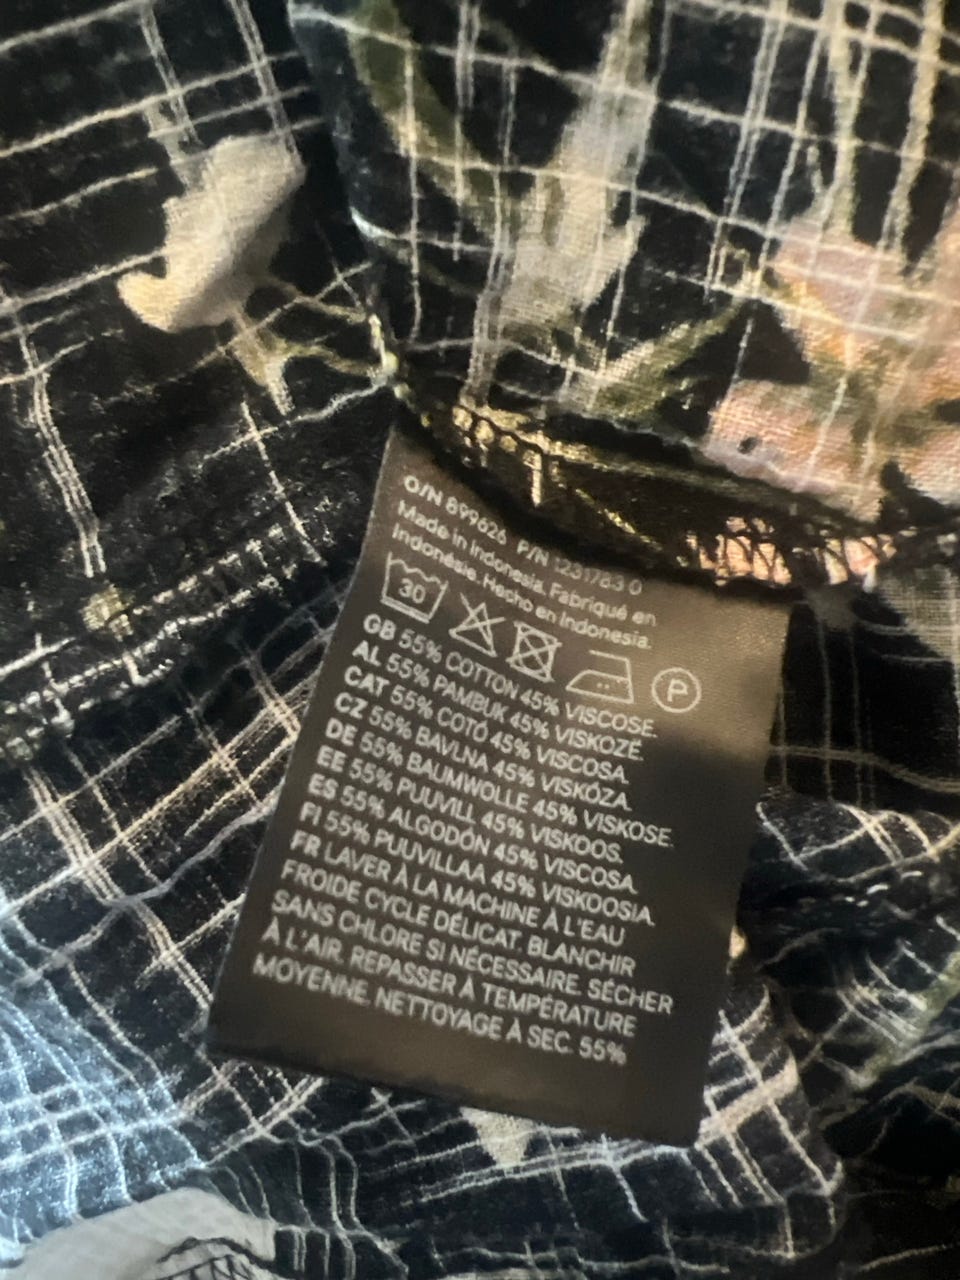 O/N 899626 P/N
Made in Indonesia. Fabriqué en
Indonésie. Hecho en Indonesia.
30
P
GB 55% COTTON 45% VISCOSE.
AL 55% PAMBUK 45% VISKOZË.
CAT 55% COTÓ 45% VISCOSA.
CZ 55% BAVLNA 45% VISKÓZA.
DE 55% BAUMWOLLE 45% VISKOSE.
EE 55% PUUVILL 45% VISKOOS.
ES 55% ALGODÓN 45% VISCOSA.
FI 55% PUUVILLAA 45% VISKOOSIA.
FR LAVER À LA MACHINE À L'EAU
FROIDE CYCLE DÉLICAT. BLANCHIR
SANS CHLORE SI NÉCESSAIRE. SÉCHER
À L'AIR. REPASSER À TEMPÉRATURE
MOYENNE. NETTOYAGE À SEC. 55%